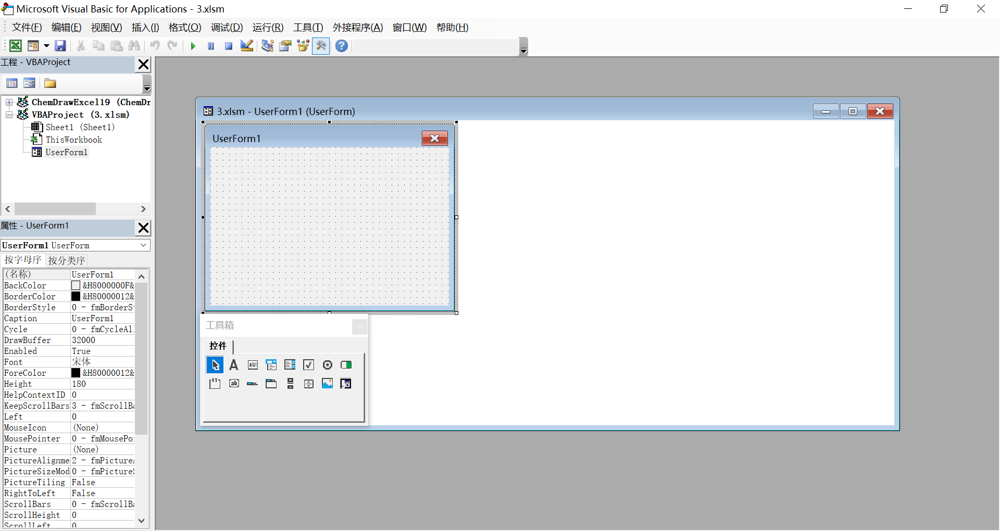 Microsoft Visual Basic for Applications - 3.xlsm
文件(F) 编辑(E) 视图(V) 插入(I) 格式(O) 调试(D) 运行(R) 工具(T) 外接程序(A) 窗口(W) 帮助(H)
工程 - VBAProject
ChemDrawExcel19 (ChemDr
VBAProject (3.xlsm)
Sheet1 (Sheet1)
ThisWorkbook
UserForm1
属性 - UserForm1
UserForm1 UserForm
按字母序 按分类序
(名称) UserForm1
BackColor &H8000000F&
BorderColor &H80000012&
BorderStyle 0 - fmBorderS
Caption UserForm1
Cycle 0 - fmCycleAl
DrawBuffer 32000
Enabled True
Font 宋体
ForeColor &H80000012&
Height 180
HelpContextID 0
KeepScrollBars 3 - fmScrollBa
Left 0
MouseIcon (None)
MousePointer 0 - fmMousePo
Picture (None)
PictureAlignme 2 - fmPictureA
PictureSizeMod 0 - fmPictureS
PictureTiling False
RightToLeft False
ScrollBars 0 - fmScrollBa
ScrollHeight 0
ScrollLeft 0
3.xlsm - UserForm1 (UserForm)
UserForm1
工具箱
控件
A abl
XY ab